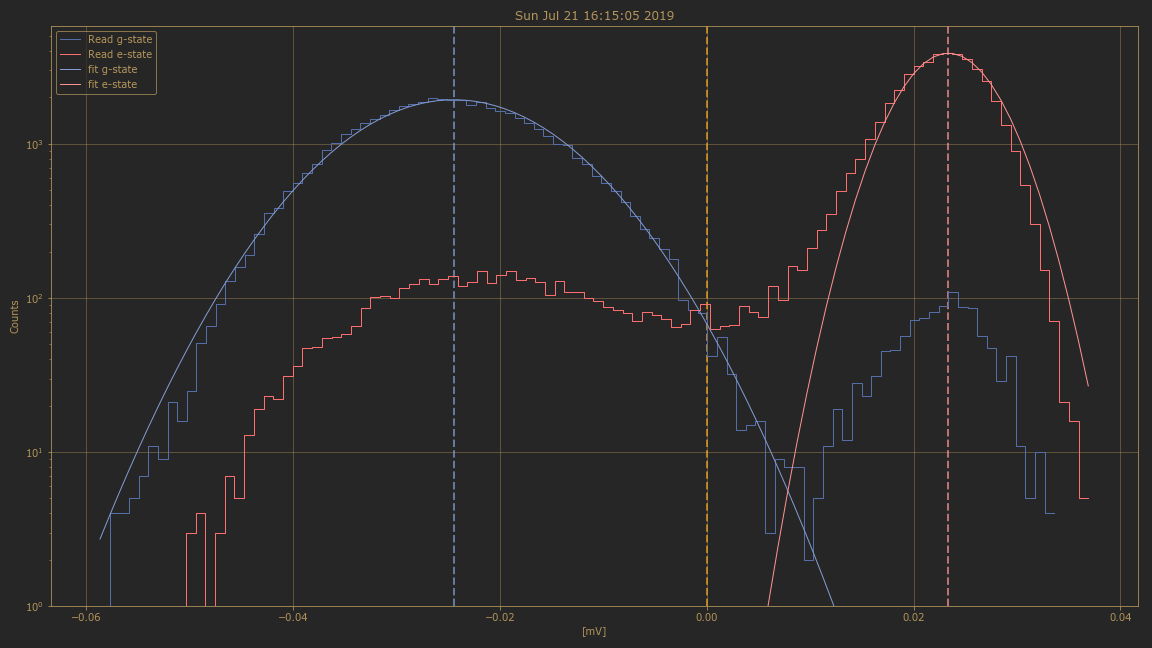 Sun Jul 21 16:15:05 2019
Read g-state
Read e-state
fit g-state
fit e-state
Counts
10³
10²
10¹
10⁰
−0.06
−0.04
−0.02
0.00
0.02
0.04
[mV]